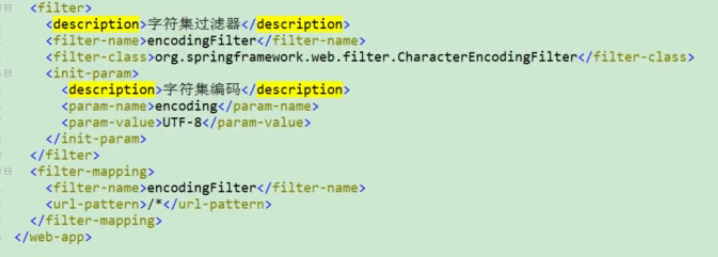 <filter>
<description>字符集过滤器</description>
<filter-name>encodingFilter</filter-name>
<filter-class>org.springframework.web.filter.CharacterEncodingFilter</filter-class>
<init-param>
<description>字符集编码</description>
<param-name>encoding</param-name>
<param-value>UTF-8</param-value>
</init-param>
</filter>
<filter-mapping>
<filter-name>encodingFilter</filter-name>
<url-pattern>/*</url-pattern>
</filter-mapping>
</web-app>